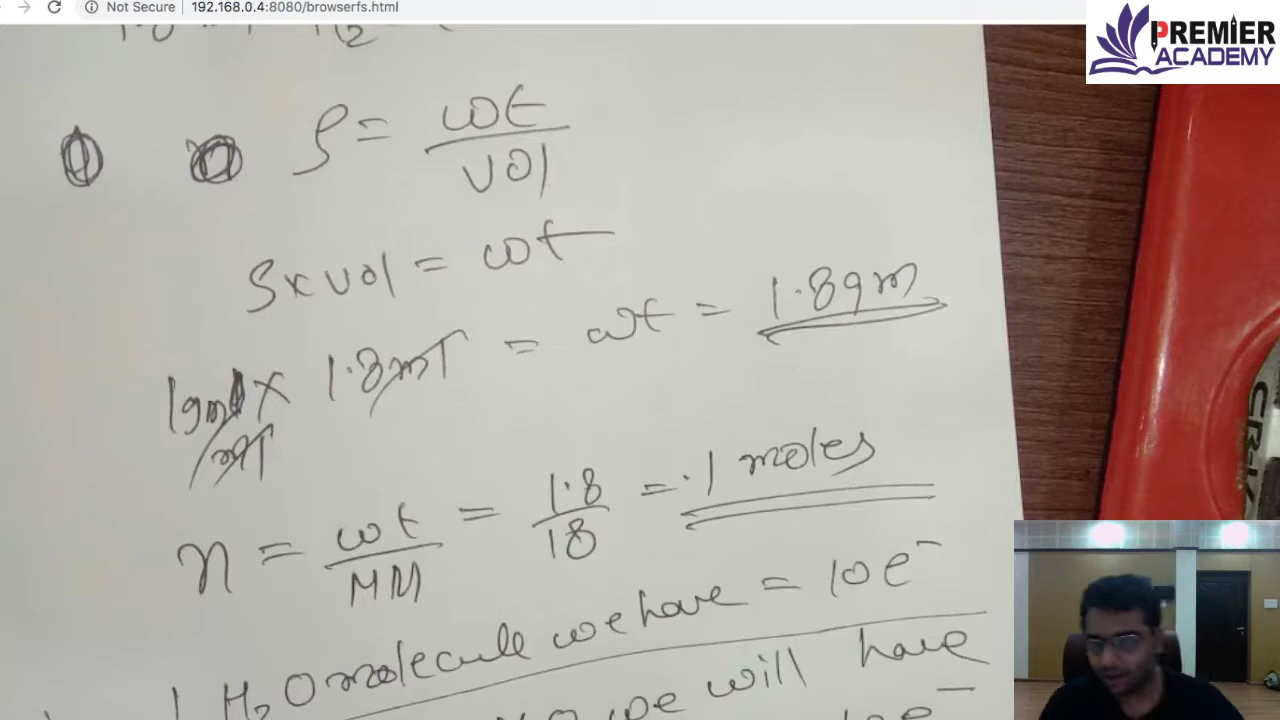 Not Secure | 192.168.0.4:8080/browserfs.html
PREMIER
ACADEMY
ρ = wt / vol
ρ x vol = wt
1gm/ml x 1.8ml = wt = 1.8gm
n = wt / MM = 1.8 / 18 = .1 moles
1 H2O molecule we have = 10e⁻
we will have
10e⁻